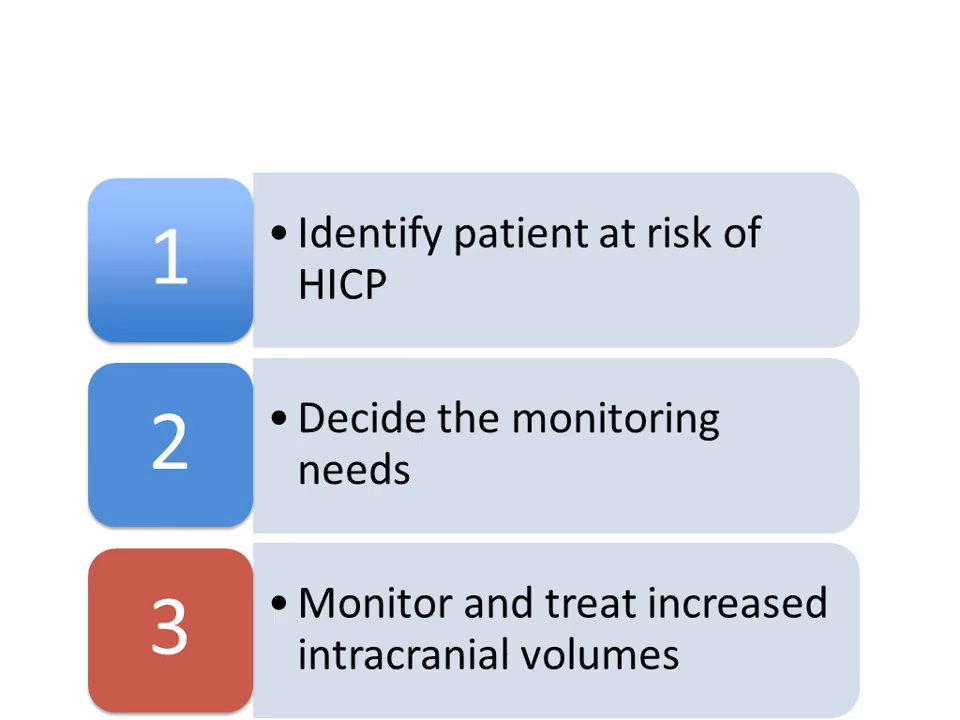 1
• Identify patient at risk of
HICP
2
• Decide the monitoring
needs
3
• Monitor and treat increased
intracranial volumes